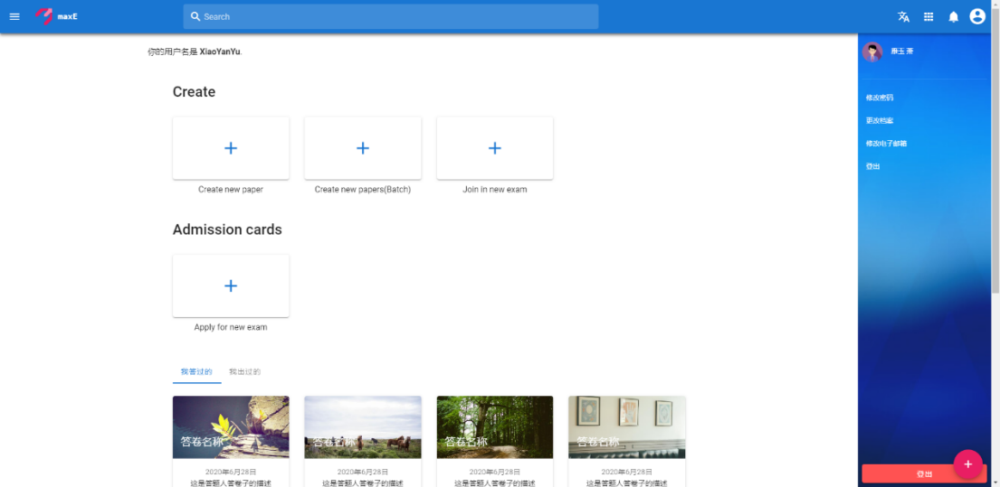 maxE
Search
你的用户名是 XiaoYanYu.
Create
Create new paper
Create new papers(Batch)
Join in new exam
Admission cards
Apply for new exam
我答过的
我出过的
答卷名称
答卷名称
答卷名称
答卷名称
2020年6月28日
2020年6月28日
2020年6月28日
2020年6月28日
这是答题人答卷子的描述
这是答题人答卷子的描述
这是答题人答卷子的描述
这是答题人答卷子的描述
修改密码
更改档案
修改电子邮箱
登出
登出